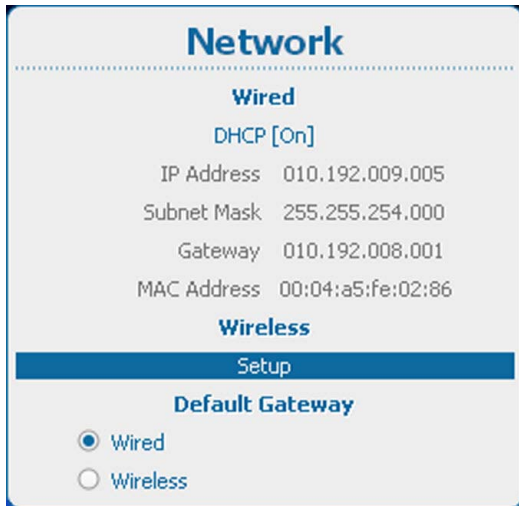 Network
Wired
DHCP [On]
IP Address 010.192.009.005
Subnet Mask 255.255.254.000
Gateway 010.192.008.001
MAC Address 00:04:a5:fe:02:86
Wireless
Setup
Default Gateway
Wired
Wireless